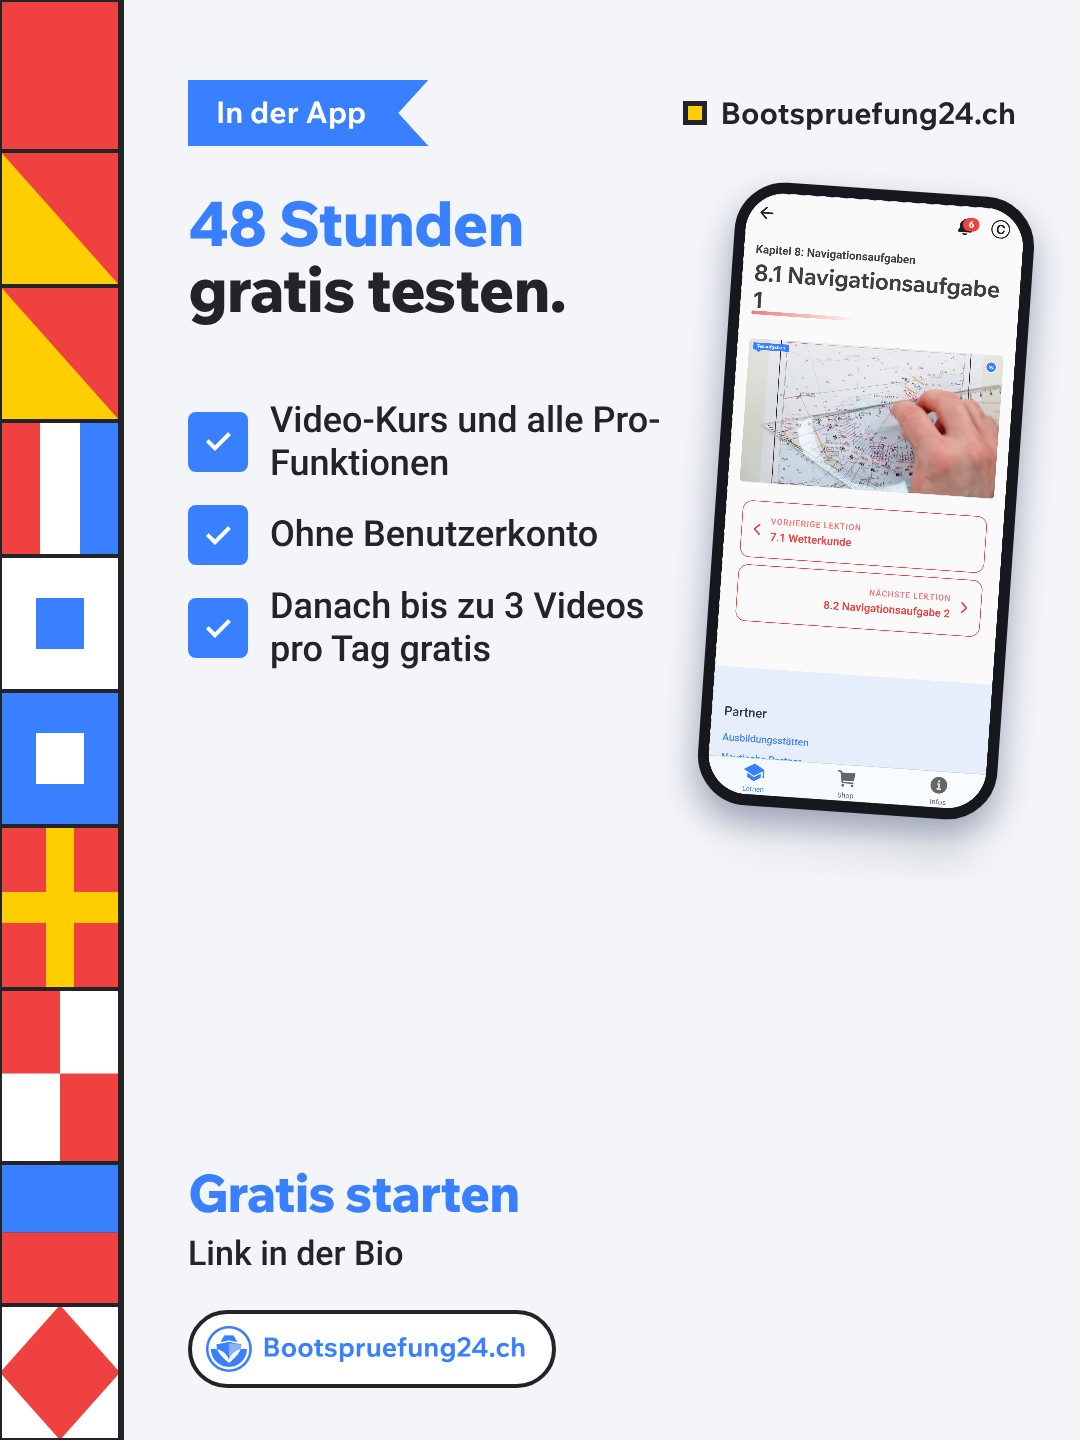 In der App
Bootspruefung24.ch
48 Stunden
gratis testen.
Video-Kurs und alle Pro-
Funktionen
Ohne Benutzerkonto
Danach bis zu 3 Videos
pro Tag gratis
6
C
Kapitel 8: Navigationsaufgaben
8.1 Navigationsaufgabe
1
VORHERIGE LEKTION
7.1 Wetterkunde
NÄCHSTE LEKTION
8.2 Navigationsaufgabe 2
Partner
Ausbildungsstätten
Lernen
Shop
Infos
Gratis starten
Link in der Bio
Bootspruefung24.ch